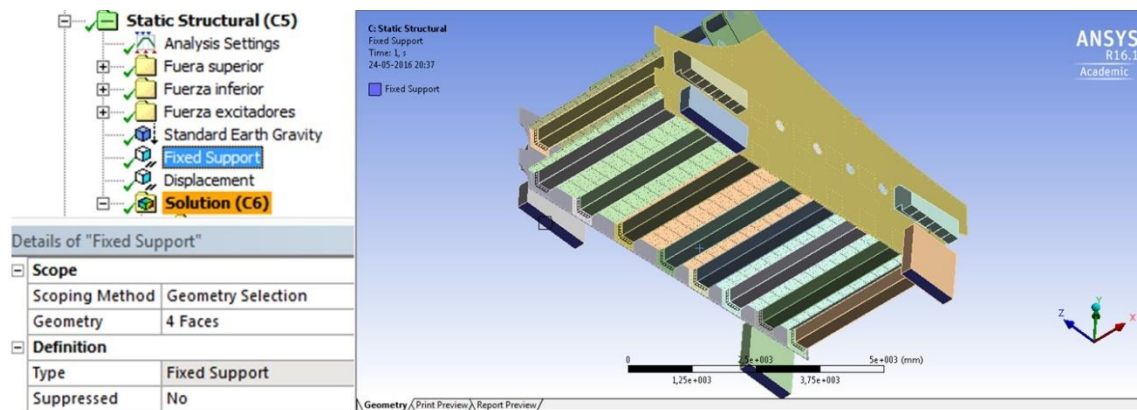 Static Structural (C5)
Analysis Settings
Fuera superior
Fuerza inferior
Fuerza excitadores
Standard Earth Gravity
Fixed Support
Displacement
Solution (C6)
Details of "Fixed Support"
Scope
Scoping Method Geometry Selection
Geometry 4 Faces
Definition
Type Fixed Support
Suppressed No
C: Static Structural
Fixed Support
Time: 1, s
24-05-2016 20:37
Fixed Support
ANSYS
R16.1
Academic
0 2,5e+003 5e+003 (mm)
1,25e+003 3,75e+003
Y
Z X
Geometry Print Preview Report Preview